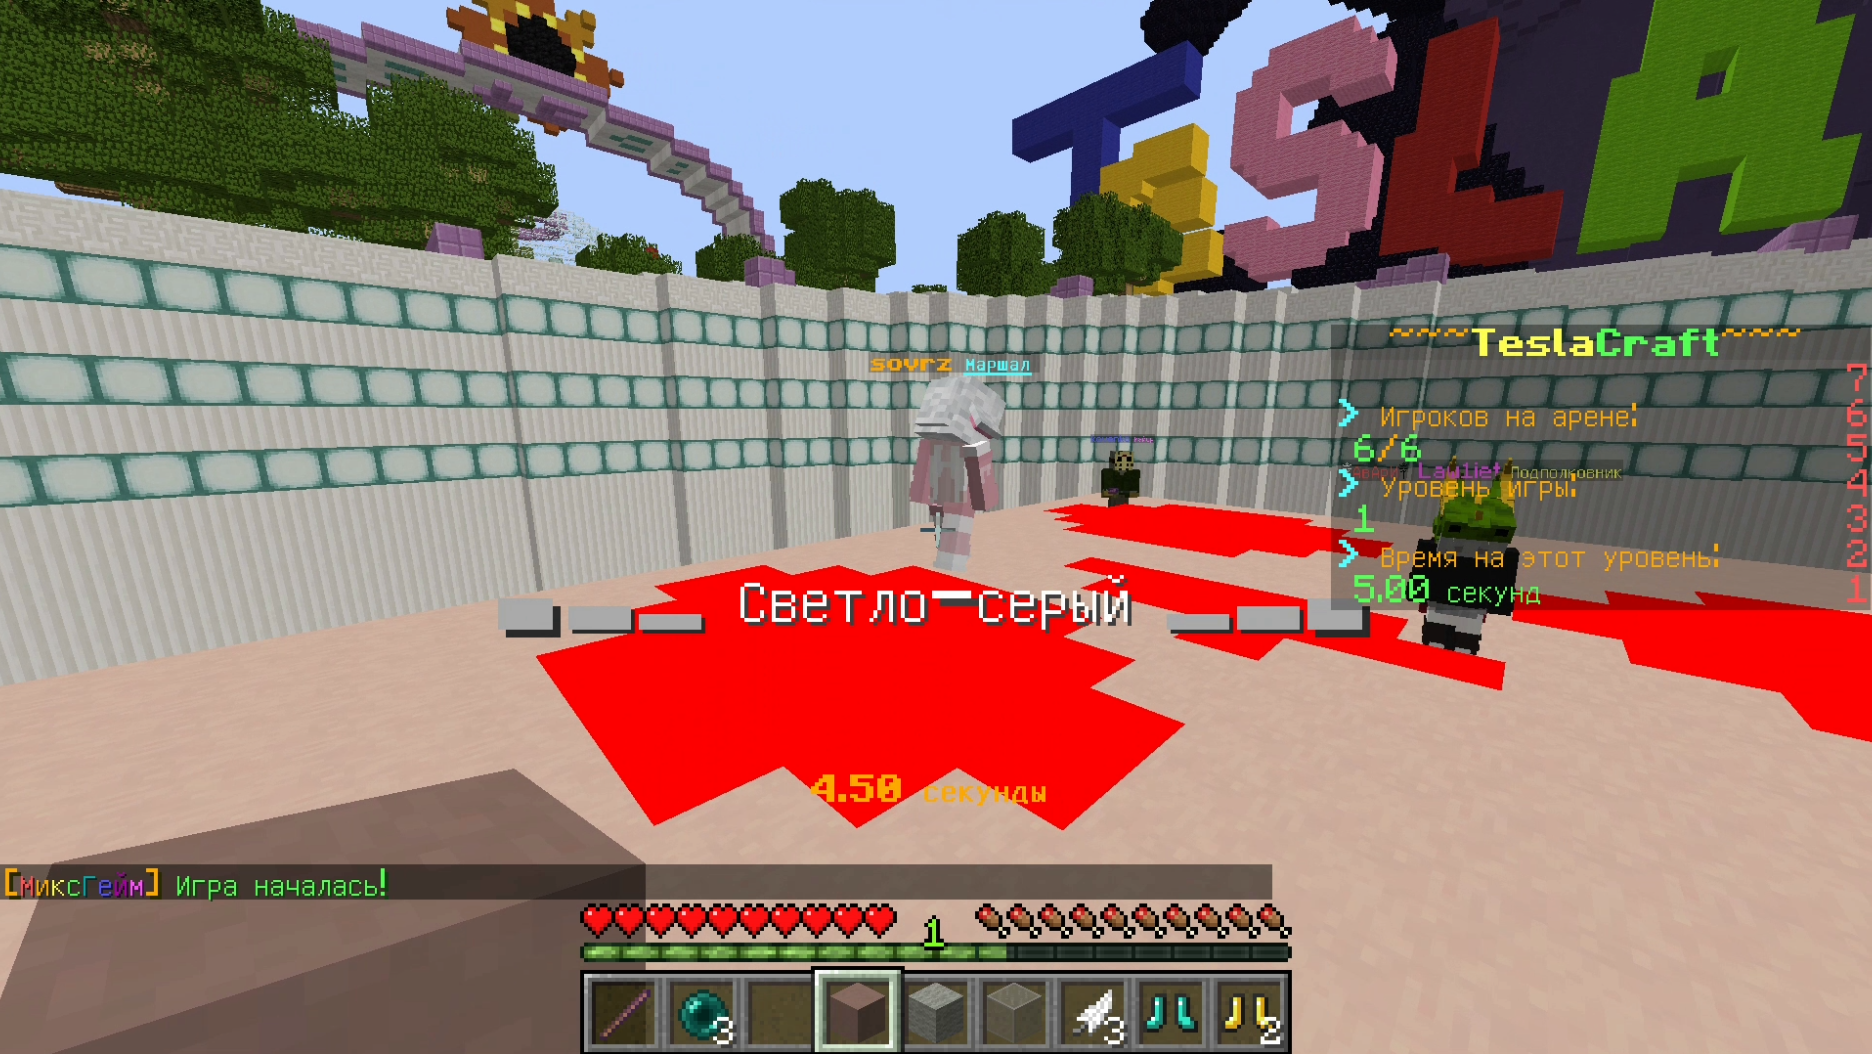 TESLA
~~~~TeslaCraft~~~~
7
> Игроков на арене:
6
6/6
5
Lawliet Подполковник
> Уровень игры:
4
1
3
> Время на этот уровень:
2
5.00 секунд
1
sovrz Маршал
Светло-серый
4.50 секунды
[МиксГейм] Игра началась!
1
3
3
2